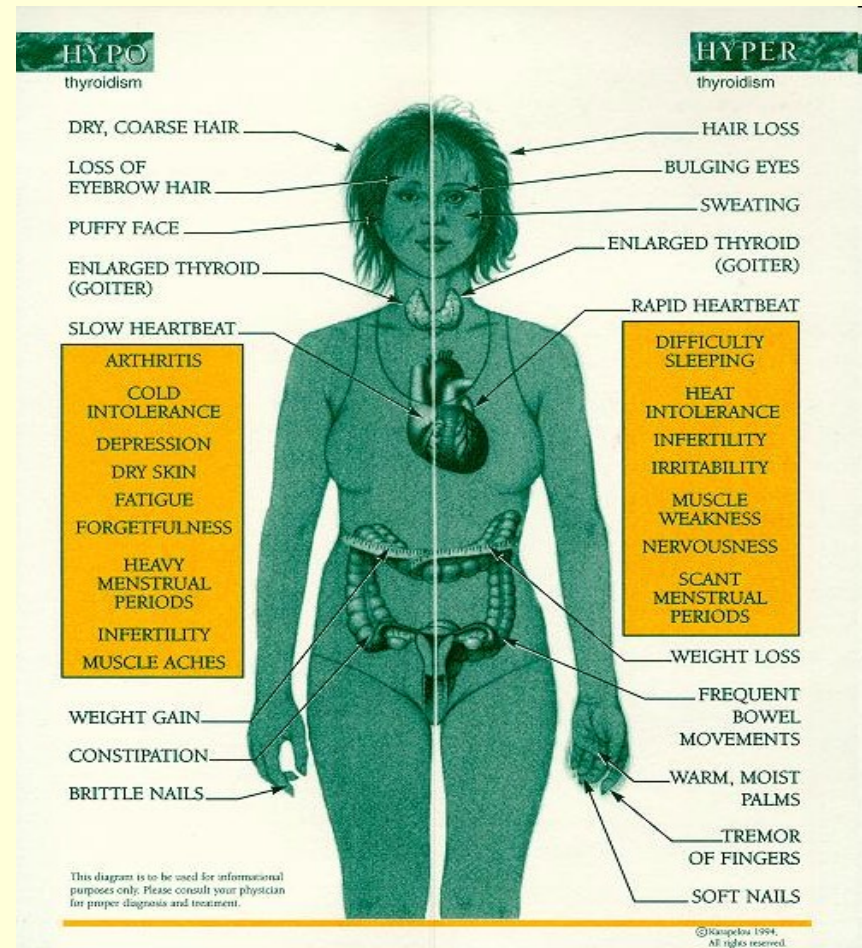 HYPO
thyroidism
DRY, COARSE HAIR
LOSS OF
EYEBROW HAIR
PUFFY FACE
ENLARGED THYROID
(GOITER)
SLOW HEARTBEAT
ARTHRITIS
COLD
INTOLERANCE
DEPRESSION
DRY SKIN
FATIGUE
FORGETFULNESS
HEAVY
MENSTRUAL
PERIODS
INFERTILITY
MUSCLE ACHES
WEIGHT GAIN
CONSTIPATION
BRITTLE NAILS
This diagram is to be used for informational
purposes only. Please consult your physician
for proper diagnosis and treatment.
HYPER
thyroidism
HAIR LOSS
BULGING EYES
SWEATING
ENLARGED THYROID
(GOITER)
RAPID HEARTBEAT
DIFFICULTY
SLEEPING
HEAT
INTOLERANCE
INFERTILITY
IRRITABILITY
MUSCLE
WEAKNESS
NERVOUSNESS
SCANT
MENSTRUAL
PERIODS
WEIGHT LOSS
FREQUENT
BOWEL
MOVEMENTS
WARM, MOIST
PALMS
TREMOR
OF FINGERS
SOFT NAILS
©Karapelou 1994.
All rights reserved.